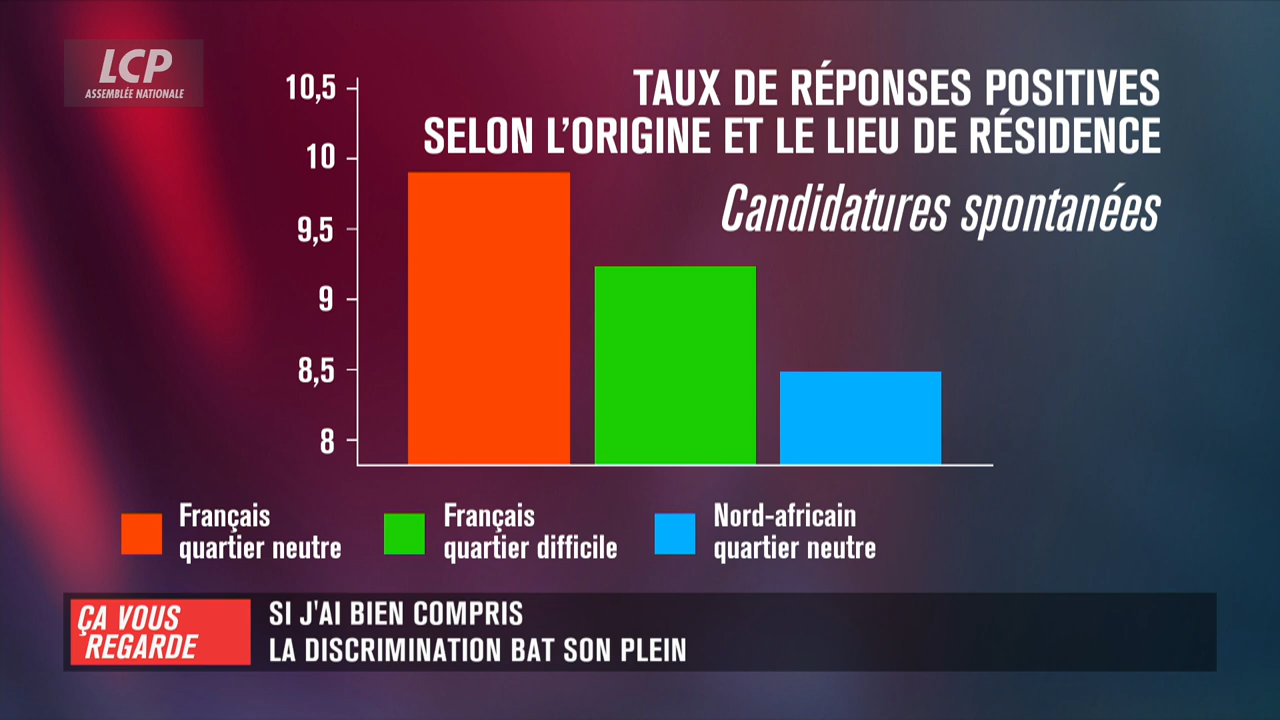 LCP
ASSEMBLÉE NATIONALE
TAUX DE RÉPONSES POSITIVES
SELON L'ORIGINE ET LE LIEU DE RÉSIDENCE
Candidatures spontanées
10,5
10
9,5
9
8,5
8
Français
quartier neutre
Français
quartier difficile
Nord-africain
quartier neutre
ÇA VOUS
REGARDE
SI J'AI BIEN COMPRIS
LA DISCRIMINATION BAT SON PLEIN